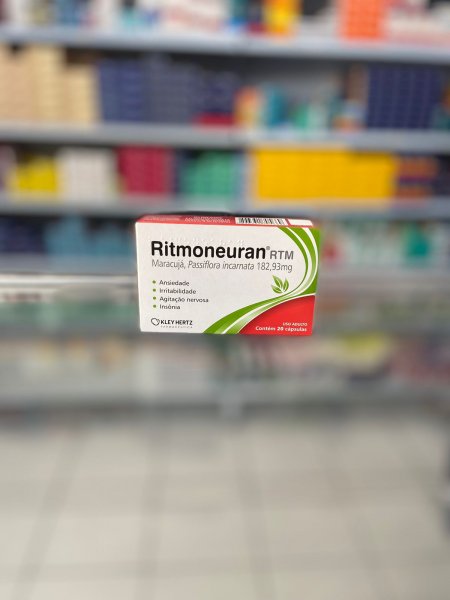 Ritmoneuran® RTM
Maracujá, Passiflora incarnata 182,93mg
• Ansiedade
• Irritabilidade
• Agitação nervosa
• Insônia
KLEY HERTZ
FARMACÊUTICA
USO ADULTO
Contém 20 cápsulas